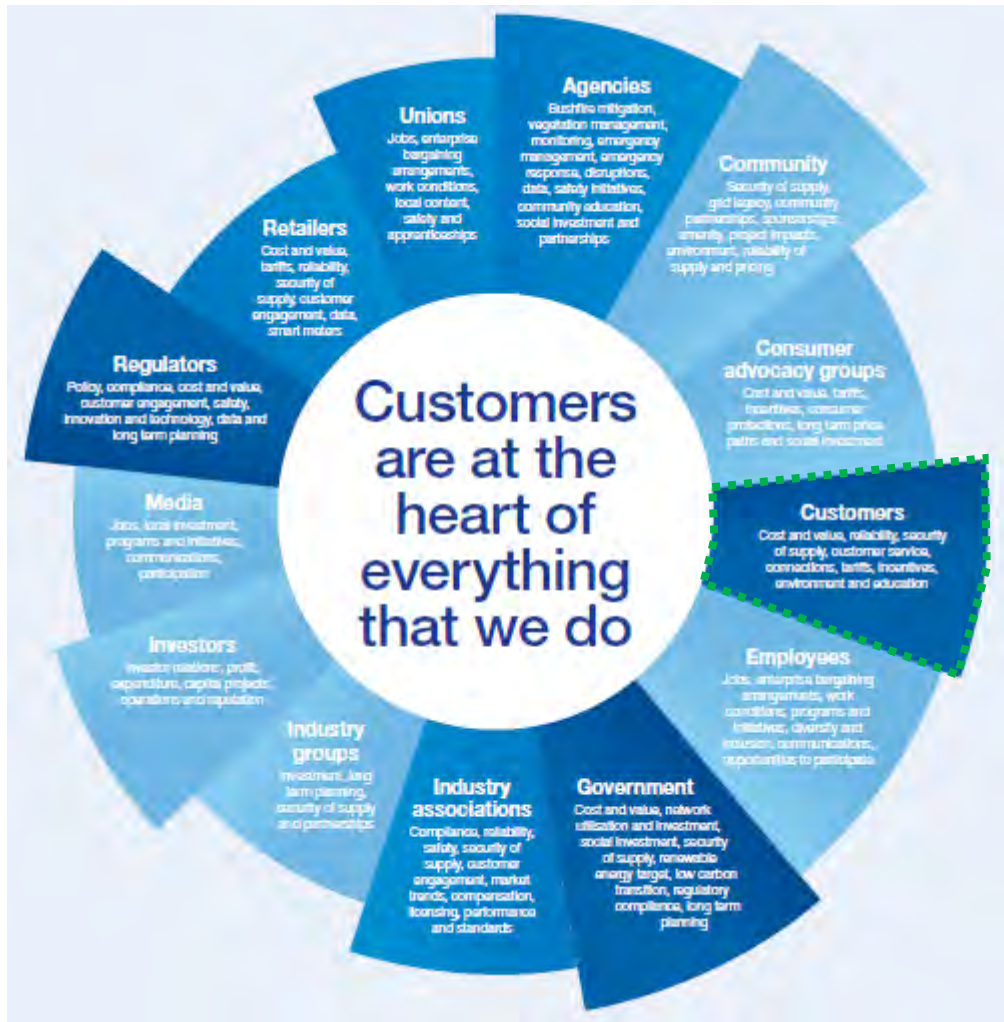 Customers
are at the
heart of
everything
that we do
Agencies
Bushfire mitigation,
vegetation management,
monitoring, emergency
management, emergency
response, disruptions,
data, safety initiatives,
community education,
social investment and
partnerships
Community
Security of supply,
grid legacy, community
partnerships, sponsorships,
amenity, project impacts,
environment, reliability of
supply and pricing
Consumer
advocacy groups
Cost and value, tariffs,
incentives, consumer
protections, long term price
paths and social investment
Customers
Cost and value, reliability, security
of supply, customer service,
connections, tariffs, incentives,
environment and education
Employees
Jobs, enterprise bargaining
arrangements, work
conditions, programs and
initiatives, diversity and
inclusion, communications,
opportunities to participate
Government
Cost and value, network
utilisation and investment,
social investment, security
of supply, renewable
energy target, low carbon
transition, regulatory
compliance, long term
planning
Industry
associations
Compliance, reliability,
safety, security of
supply, customer
engagement, market
trends, compensation,
licensing, performance
and standards
Industry
groups
Investment, long
term planning,
security of supply
and partnerships
Investors
Investor relations, profit,
expenditure, capital projects,
operations and reputation
Media
Jobs, local investment,
programs and initiatives,
communications,
participation
Regulators
Policy, compliance, cost and value,
customer engagement, safety,
innovation and technology, data and
long term planning
Retailers
Cost and value,
tariffs, reliability,
security of
supply, customer
engagement, data,
smart meters
Unions
Jobs, enterprise
bargaining
arrangements,
work conditions,
local content,
safety and
apprenticeships